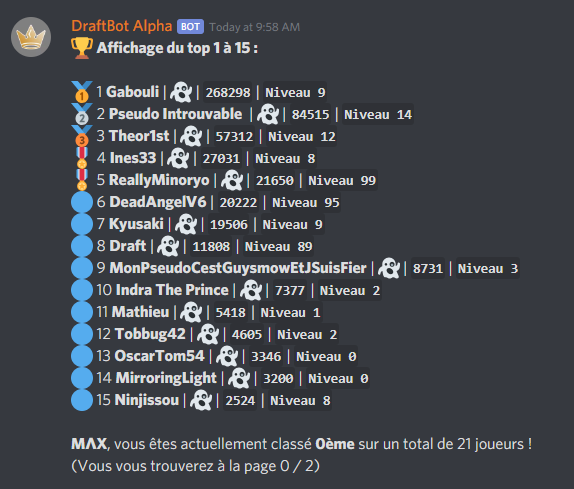 DraftBot Alpha BOT Today at 9:58 AM
🏆 Affichage du top 1 à 15 :
🥇 1 Gabouli | 👻 | 268298 | Niveau 9
🥈 2 Pseudo Introuvable | 👻 | 84515 | Niveau 14
🥉 3 Theor1st | 👻 | 57312 | Niveau 12
🎖️ 4 Ines33 | 👻 | 27031 | Niveau 8
🎖️ 5 ReallyMinoryo | 👻 | 21650 | Niveau 99
🔵 6 DeadAngelV6 | 20222 | Niveau 95
🔵 7 Kyusaki | 👻 | 19506 | Niveau 9
🔵 8 Draft | 👻 | 11808 | Niveau 89
🔵 9 MonPseudoCestGuysmowEtJSuisFier | 👻 | 8731 | Niveau 3
🔵 10 Indra The Prince | 👻 | 7377 | Niveau 2
🔵 11 Mathieu | 👻 | 5418 | Niveau 1
🔵 12 Tobbug42 | 👻 | 4605 | Niveau 2
🔵 13 OscarTom54 | 👻 | 3346 | Niveau 0
🔵 14 MirroringLight | 👻 | 3200 | Niveau 0
🔵 15 Ninjissou | 👻 | 2524 | Niveau 8
MΛX, vous êtes actuellement classé 0ème sur un total de 21 joueurs !
(Vous vous trouverez à la page 0 / 2)